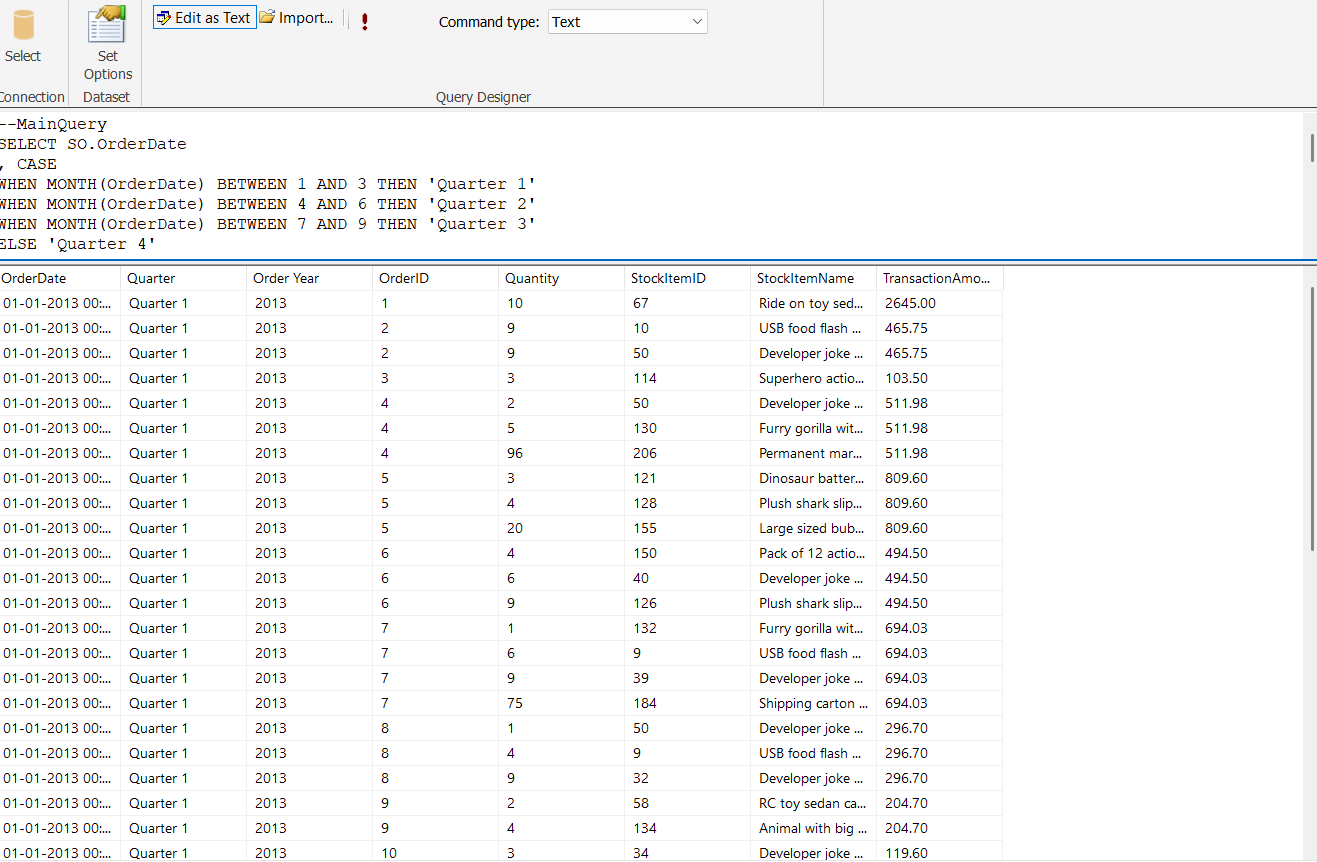 Edit as Text Import... ! Command type: Text
Select Set Options
Connection Dataset Query Designer
--MainQuery
SELECT SO.OrderDate
, CASE
WHEN MONTH(OrderDate) BETWEEN 1 AND 3 THEN 'Quarter 1'
WHEN MONTH(OrderDate) BETWEEN 4 AND 6 THEN 'Quarter 2'
WHEN MONTH(OrderDate) BETWEEN 7 AND 9 THEN 'Quarter 3'
ELSE 'Quarter 4'
OrderDate Quarter Order Year OrderID Quantity StockItemID StockItemName TransactionAmo...
01-01-2013 00:... Quarter 1 2013 1 10 67 Ride on toy sed... 2645.00
01-01-2013 00:... Quarter 1 2013 2 9 10 USB food flash ... 465.75
01-01-2013 00:... Quarter 1 2013 2 9 50 Developer joke ... 465.75
01-01-2013 00:... Quarter 1 2013 3 3 114 Superhero actio... 103.50
01-01-2013 00:... Quarter 1 2013 4 2 50 Developer joke ... 511.98
01-01-2013 00:... Quarter 1 2013 4 5 130 Furry gorilla wit... 511.98
01-01-2013 00:... Quarter 1 2013 4 96 206 Permanent mar... 511.98
01-01-2013 00:... Quarter 1 2013 5 3 121 Dinosaur batter... 809.60
01-01-2013 00:... Quarter 1 2013 5 4 128 Plush shark slip... 809.60
01-01-2013 00:... Quarter 1 2013 5 20 155 Large sized bub... 809.60
01-01-2013 00:... Quarter 1 2013 6 4 150 Pack of 12 actio... 494.50
01-01-2013 00:... Quarter 1 2013 6 6 40 Developer joke ... 494.50
01-01-2013 00:... Quarter 1 2013 6 9 126 Plush shark slip... 494.50
01-01-2013 00:... Quarter 1 2013 7 1 132 Furry gorilla wit... 694.03
01-01-2013 00:... Quarter 1 2013 7 6 9 USB food flash ... 694.03
01-01-2013 00:... Quarter 1 2013 7 9 39 Developer joke ... 694.03
01-01-2013 00:... Quarter 1 2013 7 75 184 Shipping carton ... 694.03
01-01-2013 00:... Quarter 1 2013 8 1 50 Developer joke ... 296.70
01-01-2013 00:... Quarter 1 2013 8 4 9 USB food flash ... 296.70
01-01-2013 00:... Quarter 1 2013 8 9 32 Developer joke ... 296.70
01-01-2013 00:... Quarter 1 2013 9 2 58 RC toy sedan ca... 204.70
01-01-2013 00:... Quarter 1 2013 9 4 134 Animal with big ... 204.70
01-01-2013 00:... Quarter 1 2013 10 3 34 Developer joke ... 119.60